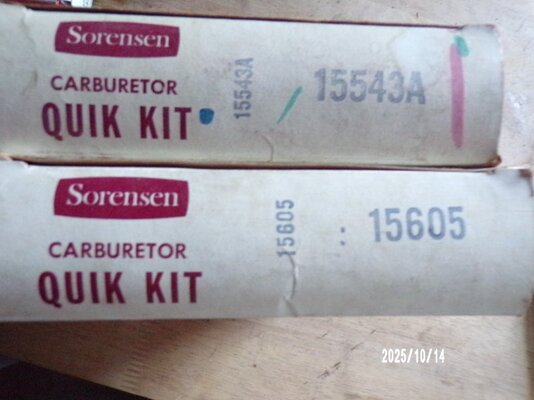 Sorensen
CARBURETOR
QUIK KIT
15543A
15543A
Sorensen
CARBURETOR
QUIK KIT
15605
15605
2025/10/14